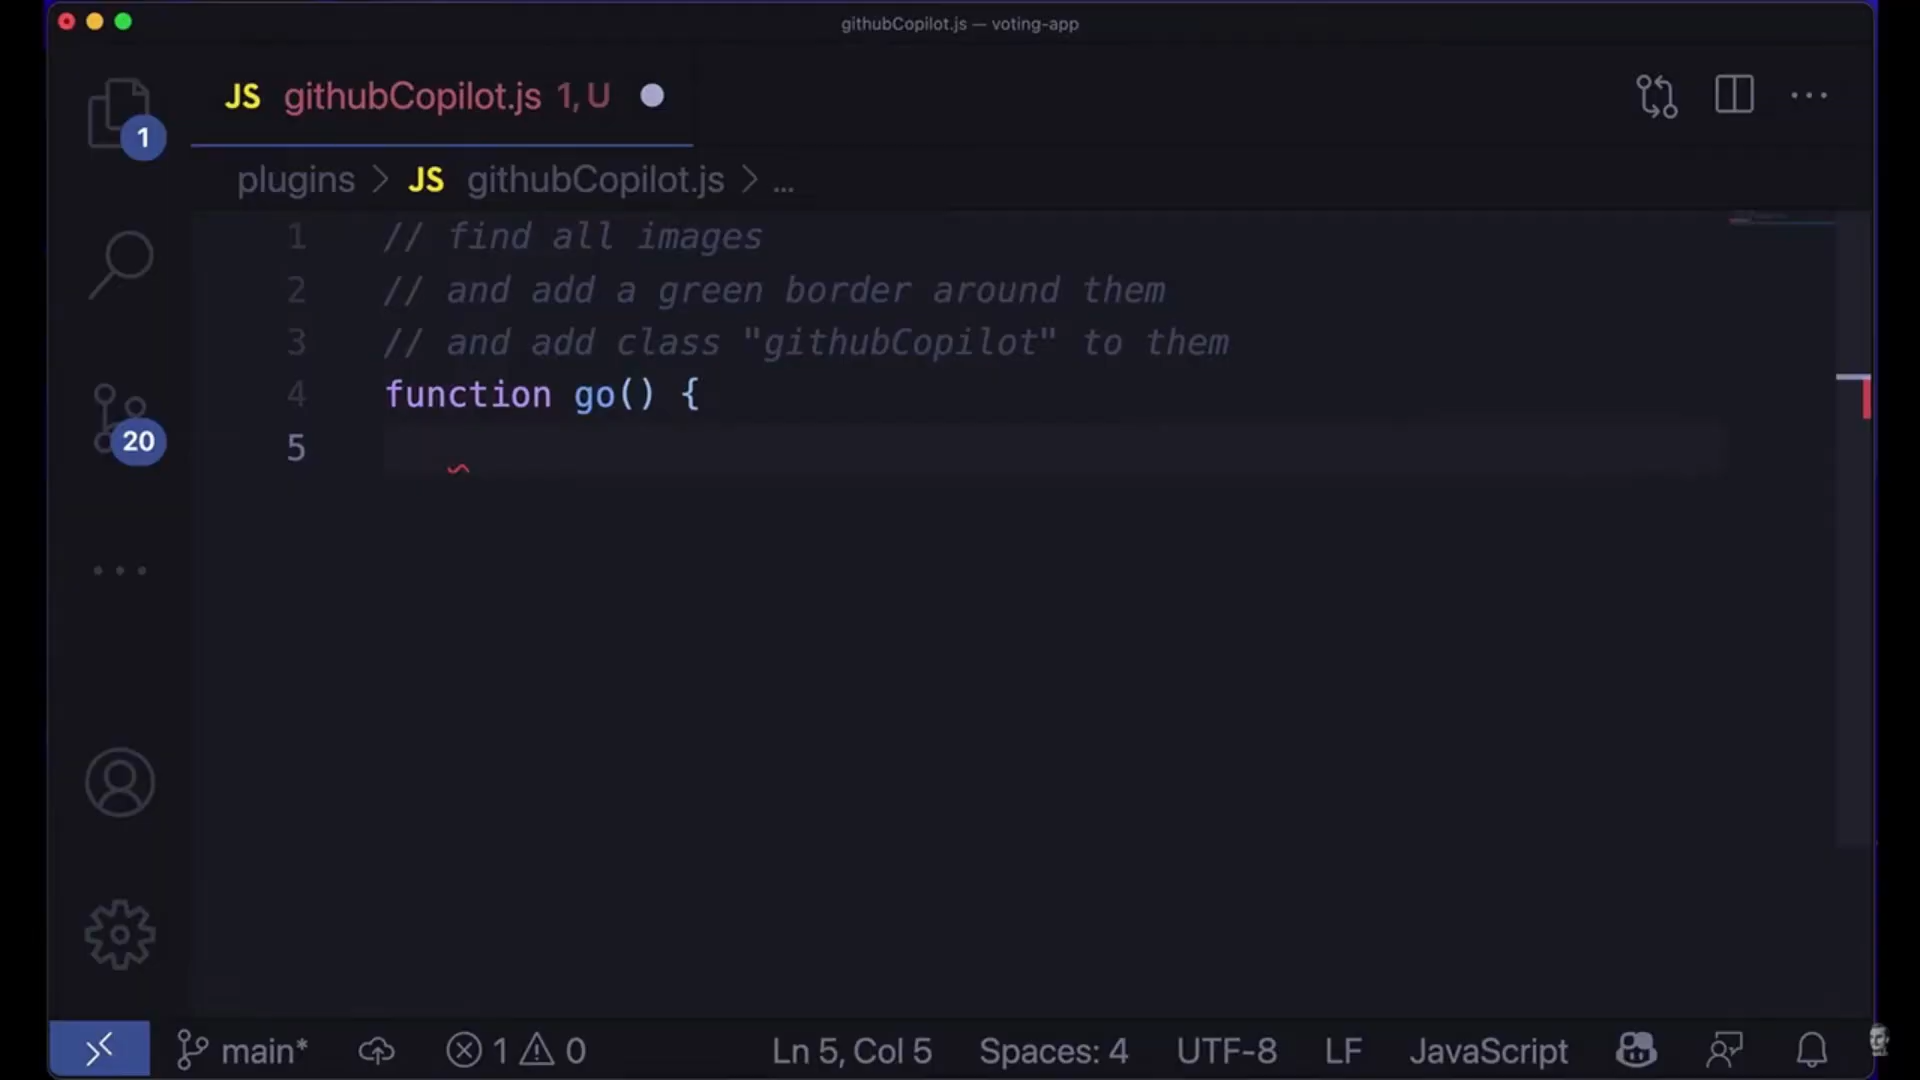 githubCopilot.js — voting-app
JS githubCopilot.js 1, U
1
plugins > JS githubCopilot.js > ...
1 // find all images
2 // and add a green border around them
3 // and add class "githubCopilot" to them
4 function go() {
5
20
main* 1 0 Ln 5, Col 5 Spaces: 4 UTF-8 LF JavaScript